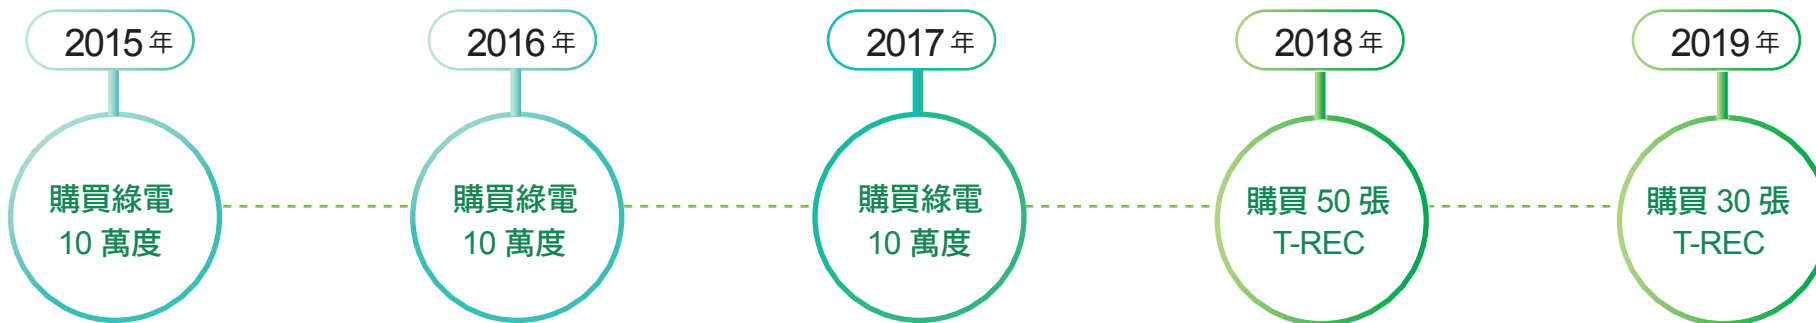 2015 年
2016 年
2017 年
2018 年
2019 年
購買綠電
10 萬度
購買綠電
10 萬度
購買綠電
10 萬度
購買 50 張
T-REC
購買 30 張
T-REC